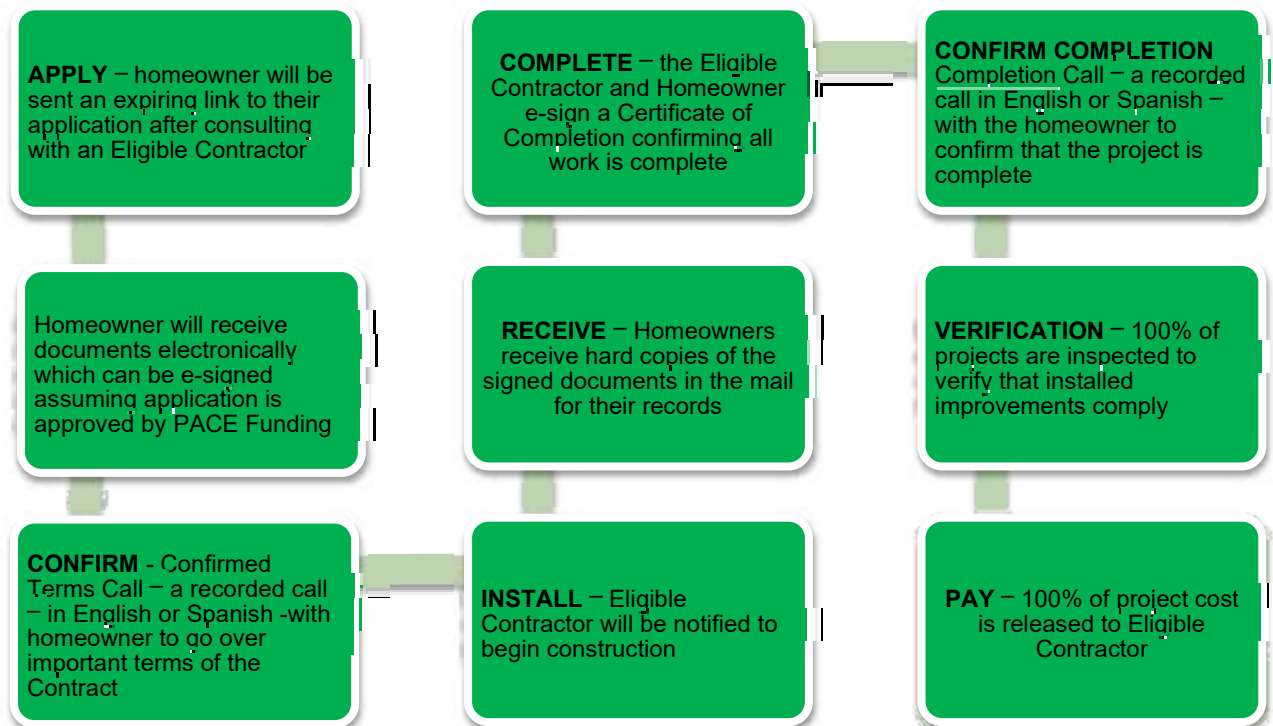 APPLY – homeowner will be
sent an expiring link to their
application after consulting
with an Eligible Contractor
Homeowner will receive
documents electronically
which can be e-signed
assuming application is
approved by PACE Funding
CONFIRM - Confirmed
Terms Call – a recorded call
– in English or Spanish -with
homeowner to go over
important terms of the
Contract
INSTALL – Eligible
Contractor will be notified to
begin construction
RECEIVE – Homeowners
receive hard copies of the
signed documents in the mail
for their records
COMPLETE – the Eligible
Contractor and Homeowner
e-sign a Certificate of
Completion confirming all
work is complete
CONFIRM COMPLETION
Completion Call – a recorded
call in English or Spanish –
with the homeowner to
confirm that the project is
complete
VERIFICATION – 100% of
projects are inspected to
verify that installed
improvements comply
PAY – 100% of project cost
is released to Eligible
Contractor